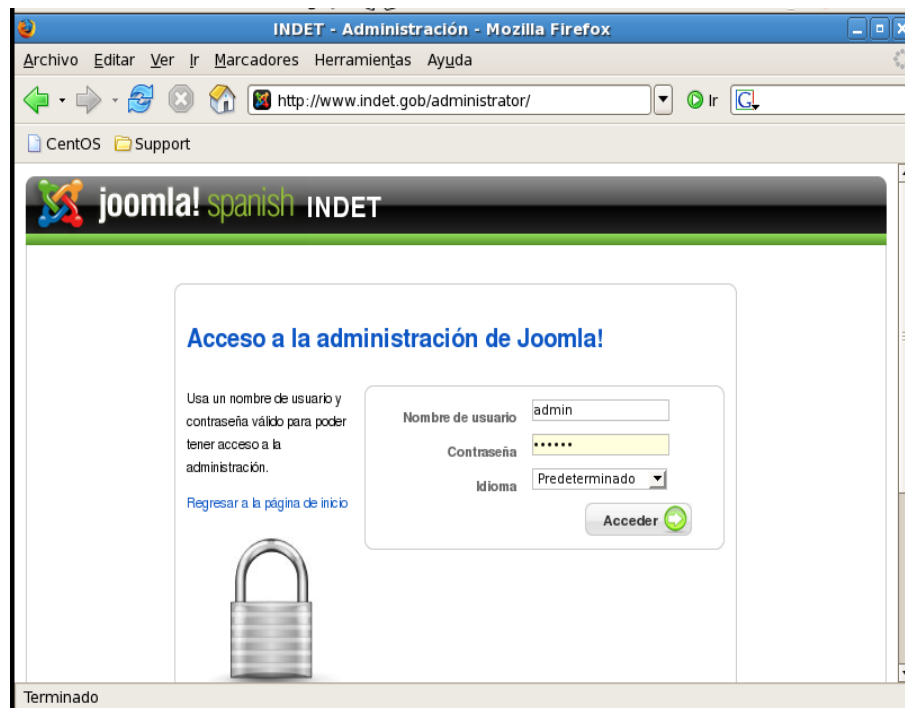 INDET - Administración - Mozilla Firefox
Archivo Editar Ver Ir Marcadores Herramientas Ayuda
http://www.indet.gob/administrator/ Ir G
CentOS Support
joomla! spanish INDET
Acceso a la administración de Joomla!
Usa un nombre de usuario y
contraseña válido para poder
tener acceso a la
administración.
Regresar a la página de inicio
Nombre de usuario admin
Contraseña ••••••
Idioma Predeterminado
Acceder
Terminado